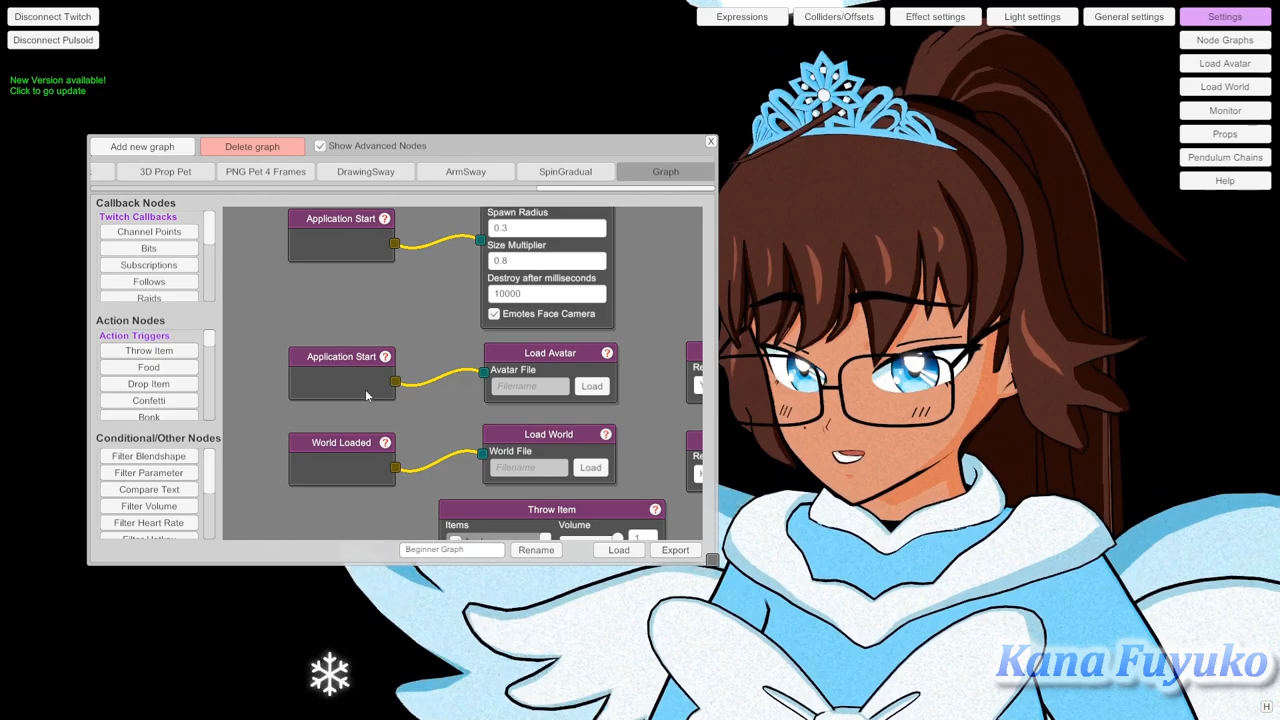 Disconnect Twitch
Disconnect Pulsoid
New Version available!
Click to go update
Expressions
Colliders/Offsets
Effect settings
Light settings
General settings
Settings
Node Graphs
Load Avatar
Load World
Monitor
Props
Pendulum Chains
Help
Add new graph
Delete graph
Show Advanced Nodes
X
3D Prop Pet
PNG Pet 4 Frames
DrawingSway
ArmSway
SpinGradual
Graph
Callback Nodes
Twitch Callbacks
Channel Points
Bits
Subscriptions
Follows
Raids
Action Nodes
Action Triggers
Throw Item
Food
Drop Item
Confetti
Bonk
Conditional/Other Nodes
Filter Blendshape
Filter Parameter
Compare Text
Filter Volume
Filter Heart Rate
Filter Hotkey
Application Start ?
Spawn Radius
0.3
Size Multiplier
0.8
Destroy after milliseconds
10000
Emotes Face Camera
Application Start ?
Load Avatar ?
Avatar File
Filename
Load
World Loaded ?
Load World ?
World File
Filename
Load
Throw Item ?
Items
Volume
1
Beginner Graph
Rename
Load
Export
Kana Fuyuko
H